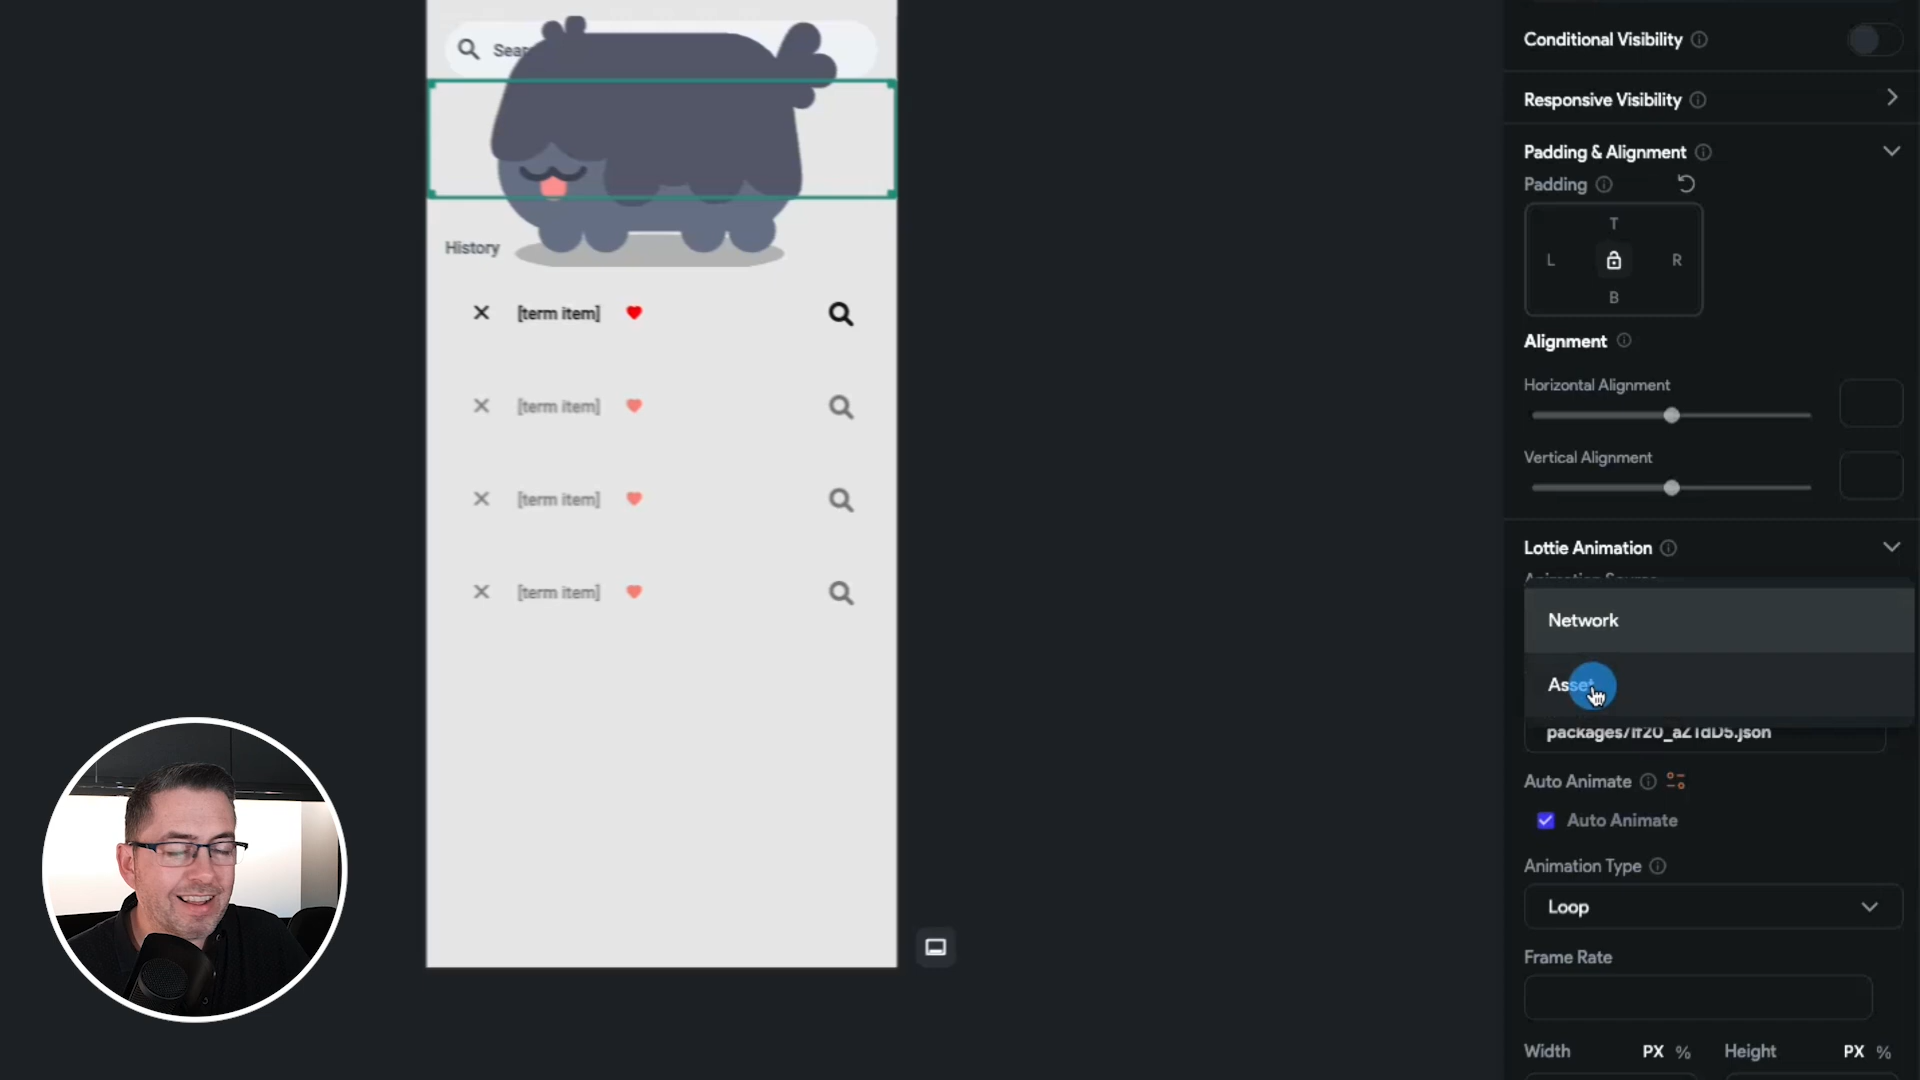 Conditional Visibility
Responsive Visibility
Padding & Alignment
Padding
T
L
R
B
Alignment
Horizontal Alignment
Vertical Alignment
Lottie Animation
Animation Source
Network
Asset
Auto Animate
Auto Animate
Animation Type
Loop
Frame Rate
Width PX % Height PX %
History
[term item]
[term item]
[term item]
[term item]